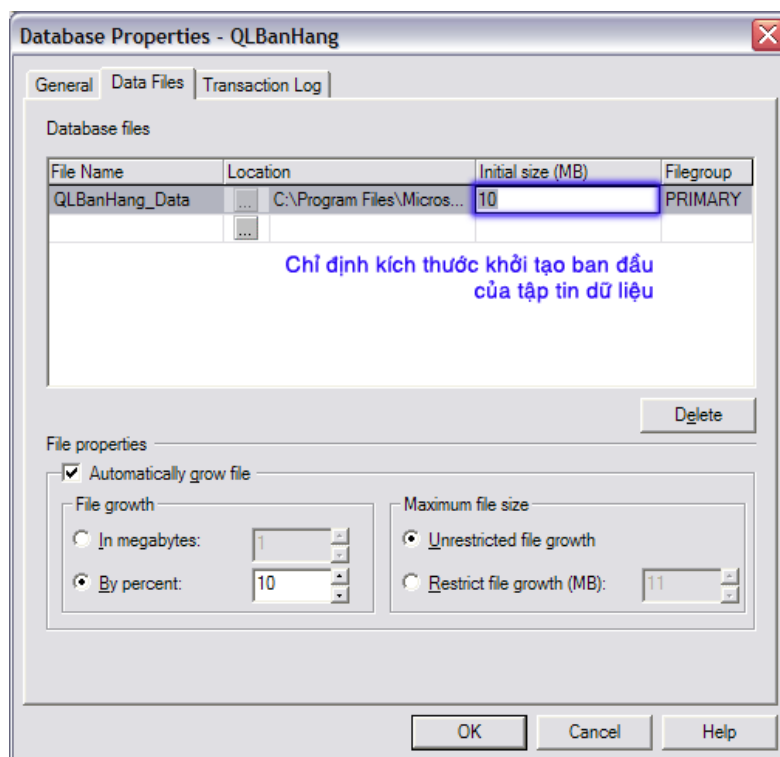 Database Properties - QLBanHang
General Data Files Transaction Log
Database files
File Name Location Initial size (MB) Filegroup
QLBanHang_Data ... C:\Program Files\Micros... 10 PRIMARY
...
Chỉ định kích thước khởi tạo ban đầu
của tập tin dữ liệu
Delete
File properties
Automatically grow file
File growth Maximum file size
In megabytes: 1 Unrestricted file growth
By percent: 10 Restrict file growth (MB): 11
OK Cancel Help